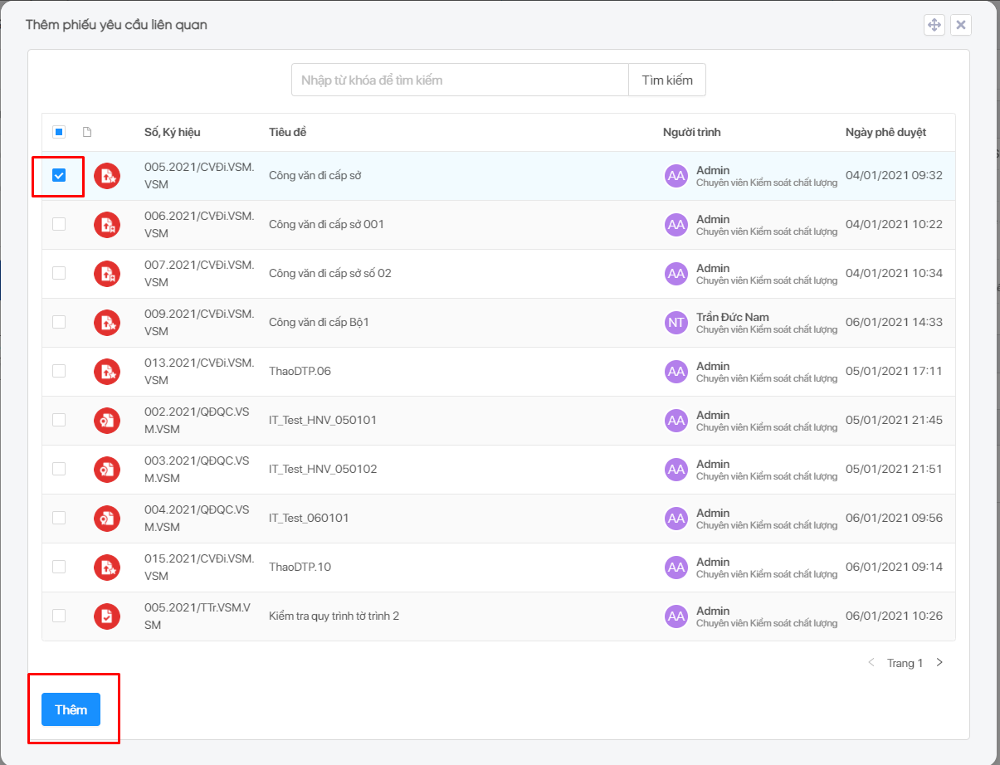 Thêm phiếu yêu cầu liên quan
Nhập từ khóa để tìm kiếm
Tìm kiếm
Số, Ký hiệu
Tiêu đề
Người trình
Ngày phê duyệt
005.2021/CVĐi.VSM.
VSM
Công văn đi cấp sở
AA
Admin
Chuyên viên Kiểm soát chất lượng
04/01/2021 09:32
006.2021/CVĐi.VSM.
VSM
Công văn đi cấp sở 001
AA
Admin
Chuyên viên Kiểm soát chất lượng
04/01/2021 10:22
007.2021/CVĐi.VSM.
VSM
Công văn đi cấp sở số 02
AA
Admin
Chuyên viên Kiểm soát chất lượng
04/01/2021 10:34
009.2021/CVĐi.VSM.
VSM
Công văn đi cấp Bộ1
NT
Trần Đức Nam
Chuyên viên Kiểm soát chất lượng
06/01/2021 14:33
013.2021/CVĐi.VSM.
VSM
ThaoDTP.06
AA
Admin
Chuyên viên Kiểm soát chất lượng
05/01/2021 17:11
002.2021/QĐQC.VS
M.VSM
IT_Test_HNV_050101
AA
Admin
Chuyên viên Kiểm soát chất lượng
05/01/2021 21:45
003.2021/QĐQC.VS
M.VSM
IT_Test_HNV_050102
AA
Admin
Chuyên viên Kiểm soát chất lượng
05/01/2021 21:51
004.2021/QĐQC.VS
M.VSM
IT_Test_060101
AA
Admin
Chuyên viên Kiểm soát chất lượng
06/01/2021 09:56
015.2021/CVĐi.VSM.
VSM
ThaoDTP.10
AA
Admin
Chuyên viên Kiểm soát chất lượng
06/01/2021 09:14
005.2021/TTr.VSM.V
SM
Kiểm tra quy trình tờ trình 2
AA
Admin
Chuyên viên Kiểm soát chất lượng
06/01/2021 10:26
Trang 1
Thêm